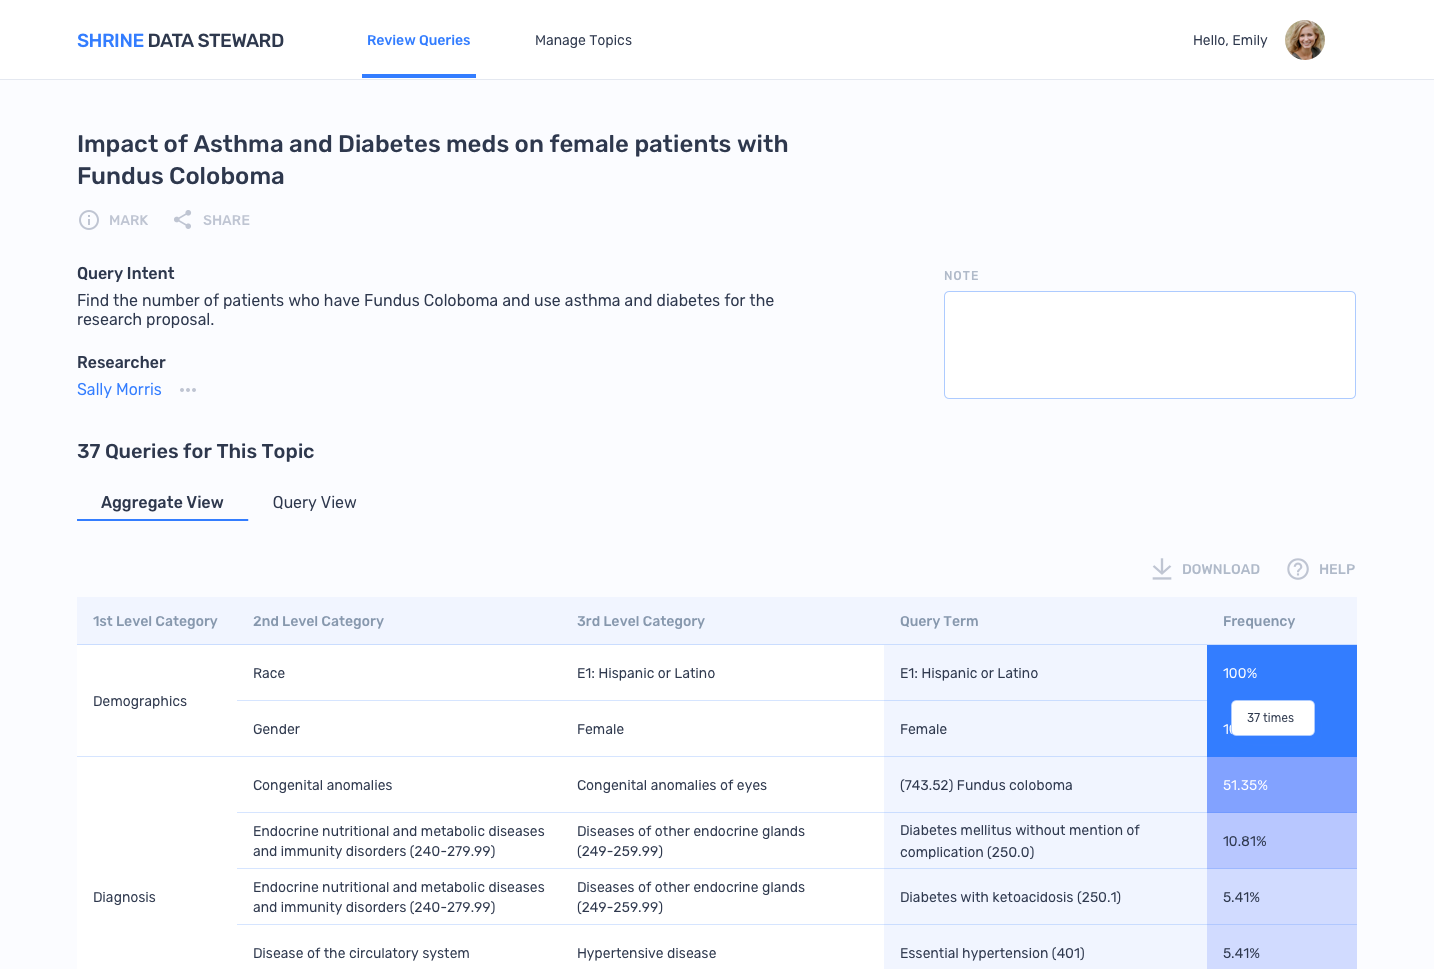 SHRINE DATA STEWARD
Review Queries
Manage Topics
Hello, Emily
Impact of Asthma and Diabetes meds on female patients with
Fundus Coloboma
MARK
SHARE
Query Intent
Find the number of patients who have Fundus Coloboma and use asthma and diabetes for the
research proposal.
NOTE
Researcher
Sally Morris
37 Queries for This Topic
Aggregate View
Query View
DOWNLOAD
HELP
1st Level Category
2nd Level Category
3rd Level Category
Query Term
Frequency
Demographics
Race
E1: Hispanic or Latino
E1: Hispanic or Latino
100%
37 times
Gender
Female
Female
Diagnosis
Congenital anomalies
Congenital anomalies of eyes
(743.52) Fundus coloboma
51.35%
Endocrine nutritional and metabolic diseases
and immunity disorders (240-279.99)
Diseases of other endocrine glands
(249-259.99)
Diabetes mellitus without mention of
complication (250.0)
10.81%
Endocrine nutritional and metabolic diseases
and immunity disorders (240-279.99)
Diseases of other endocrine glands
(249-259.99)
Diabetes with ketoacidosis (250.1)
5.41%
Disease of the circulatory system
Hypertensive disease
Essential hypertension (401)
5.41%